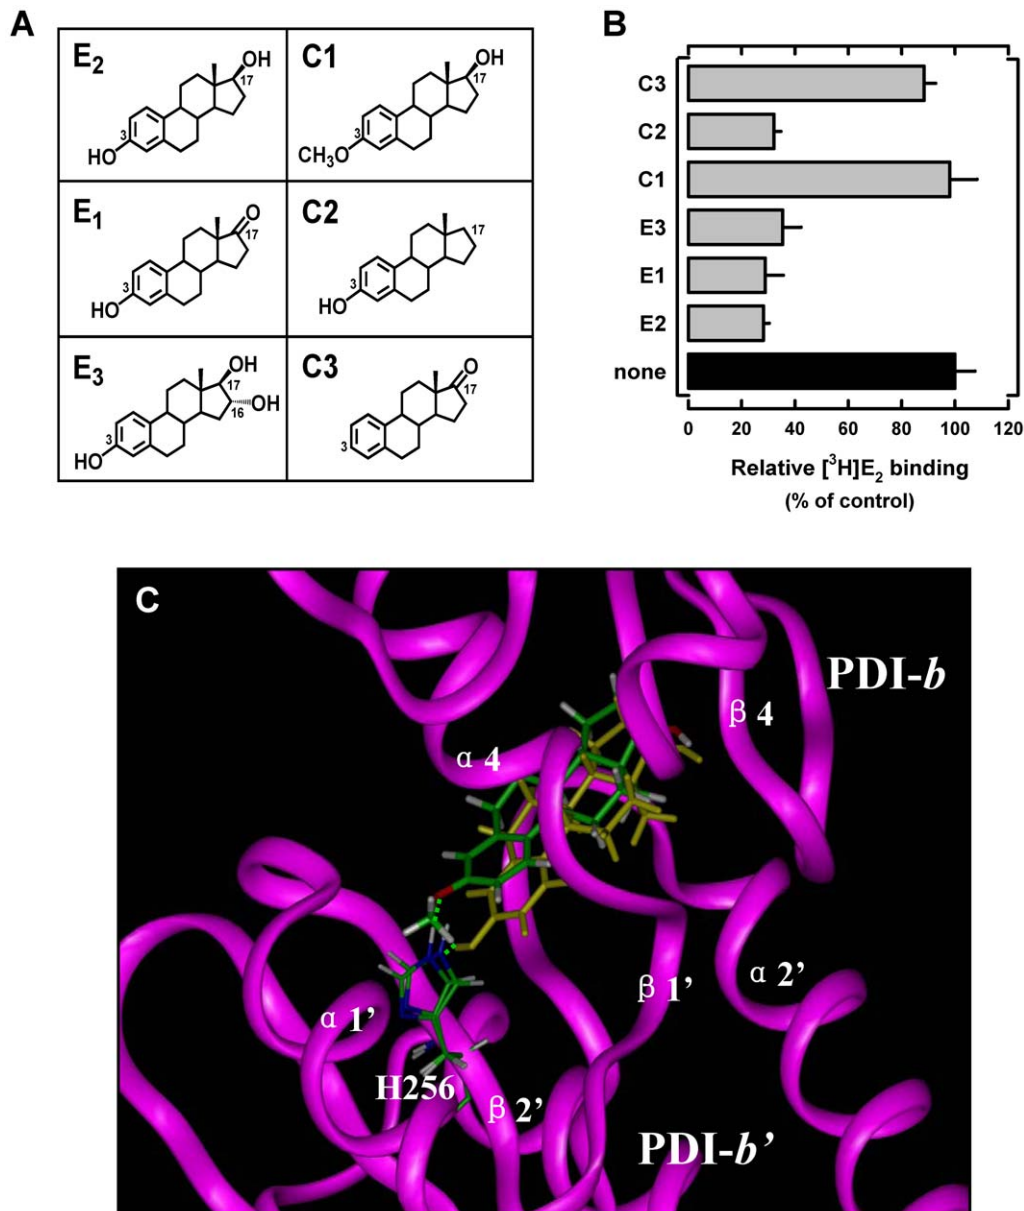 A
E₂
OH
17
3
HO
C1
OH
17
3
CH₃O
E₁
O
17
3
HO
C2
17
3
HO
E₃
OH
17
16
OH
3
HO
C3
O
17
3
B
C3
C2
C1
E3
E1
E2
none
0 20 40 60 80 100 120
Relative [³H]E₂ binding
(% of control)
C
PDI-b
β 4
α 4
α 2’
β 1’
α 1’
H256
β 2’
PDI-b’